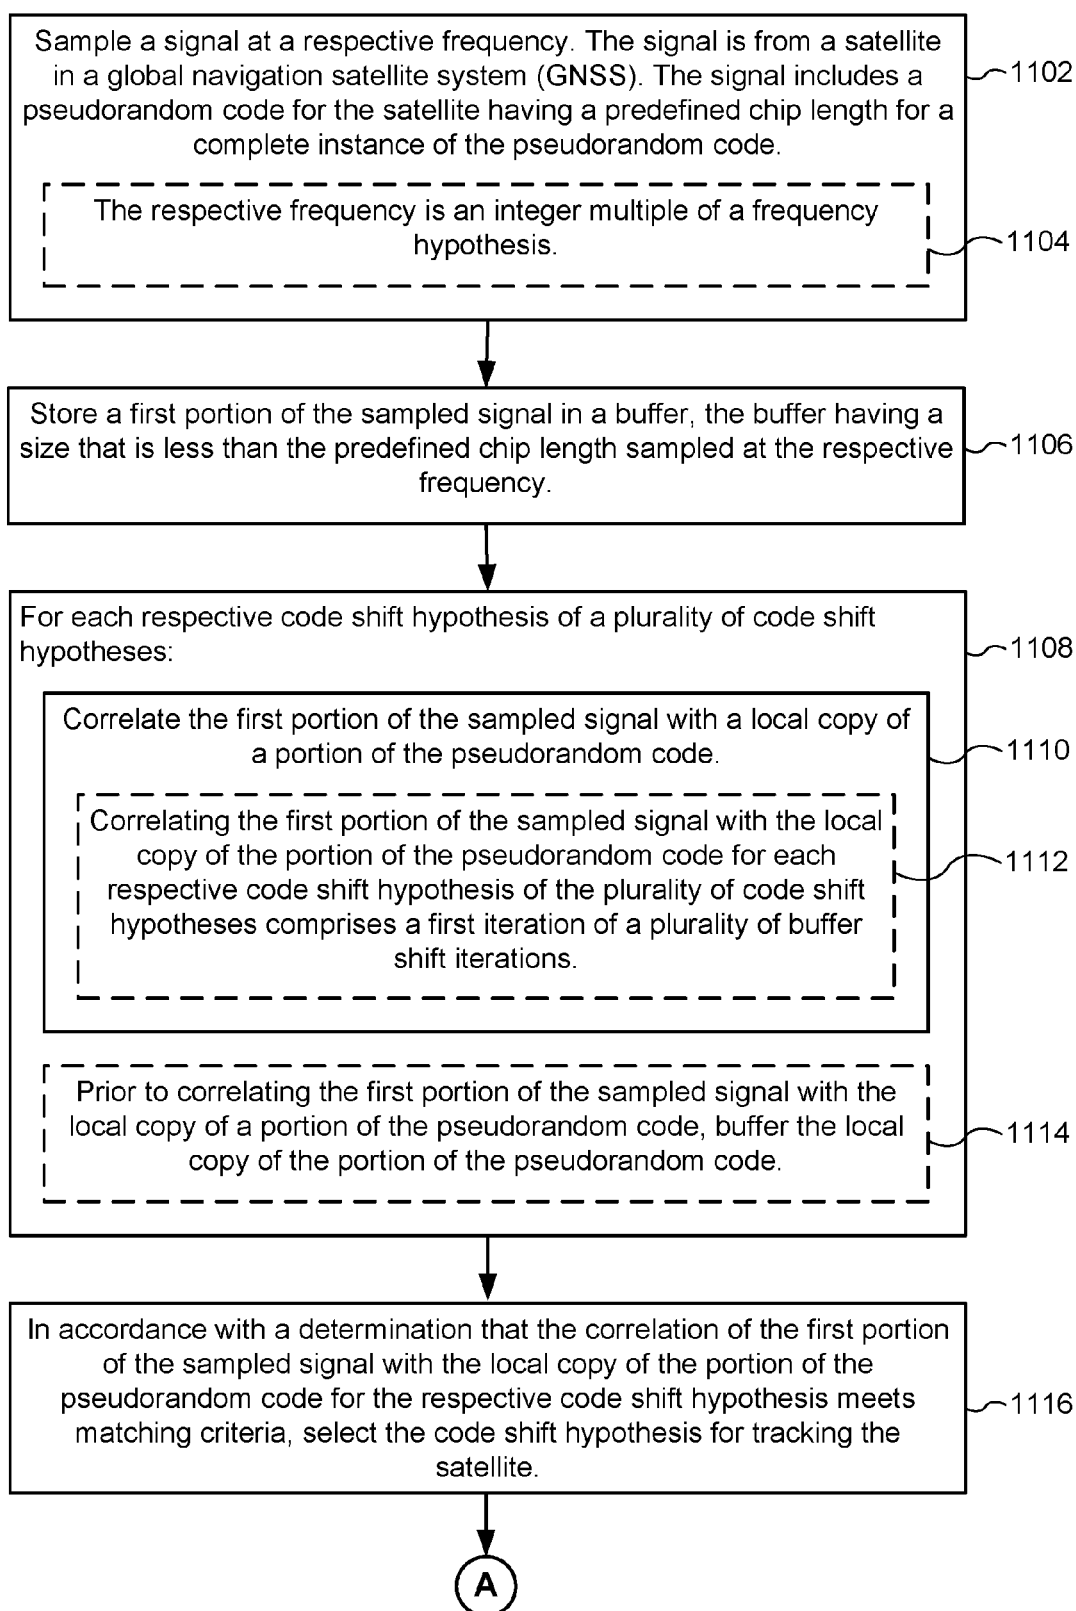 Sample a signal at a respective frequency. The signal is from a satellite
in a global navigation satellite system (GNSS). The signal includes a
pseudorandom code for the satellite having a predefined chip length for a
complete instance of the pseudorandom code.
1102
The respective frequency is an integer multiple of a frequency
hypothesis.
1104
Store a first portion of the sampled signal in a buffer, the buffer having a
size that is less than the predefined chip length sampled at the respective
frequency.
1106
For each respective code shift hypothesis of a plurality of code shift
hypotheses:
1108
Correlate the first portion of the sampled signal with a local copy of
a portion of the pseudorandom code.
1110
Correlating the first portion of the sampled signal with the local
copy of the portion of the pseudorandom code for each
respective code shift hypothesis of the plurality of code shift
hypotheses comprises a first iteration of a plurality of buffer
shift iterations.
1112
Prior to correlating the first portion of the sampled signal with the
local copy of a portion of the pseudorandom code, buffer the local
copy of the portion of the pseudorandom code.
1114
In accordance with a determination that the correlation of the first portion
of the sampled signal with the local copy of the portion of the
pseudorandom code for the respective code shift hypothesis meets
matching criteria, select the code shift hypothesis for tracking the
satellite.
1116
A